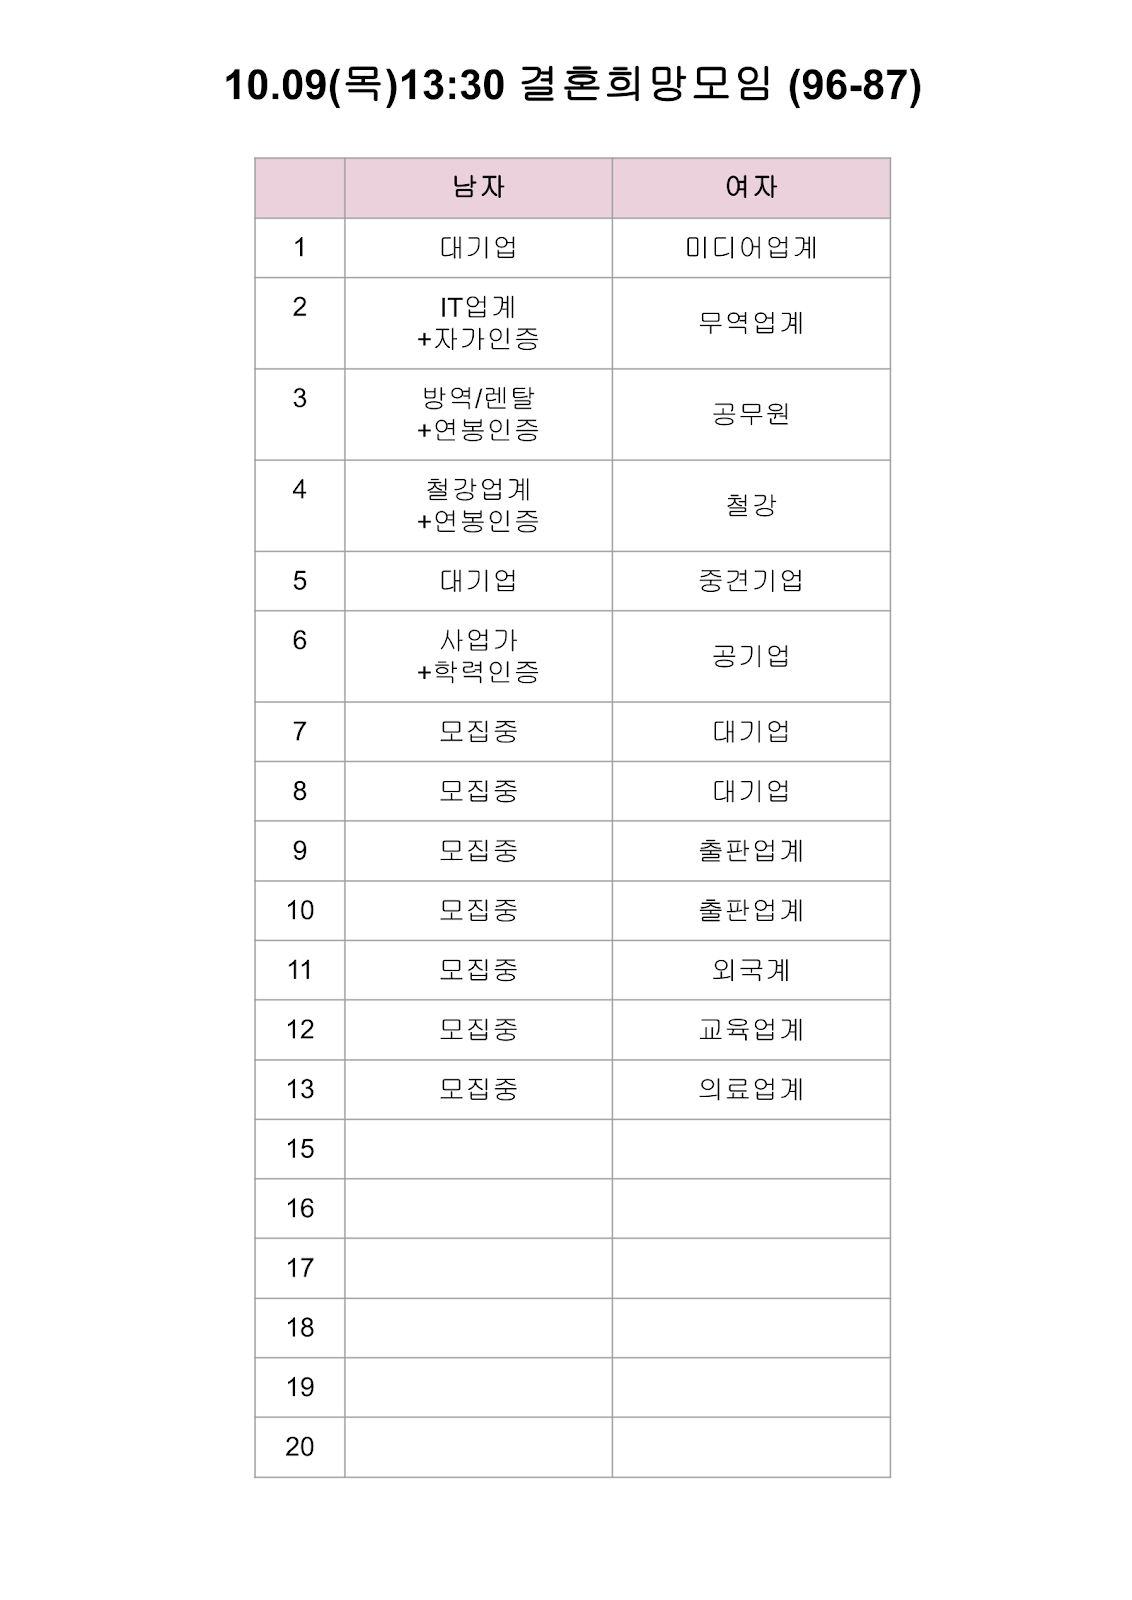 10.09(목)13:30 결혼희망모임 (96-87)
남자 여자
1 대기업 미디어업계
2 IT업계 무역업계
+자가인증
3 방역/렌탈 공무원
+연봉인증
4 철강업계 철강
+연봉인증
5 대기업 중견기업
6 사업가 공기업
+학력인증
7 모집중 대기업
8 모집중 대기업
9 모집중 출판업계
10 모집중 출판업계
11 모집중 외국계
12 모집중 교육업계
13 모집중 의료업계
15
16
17
18
19
20